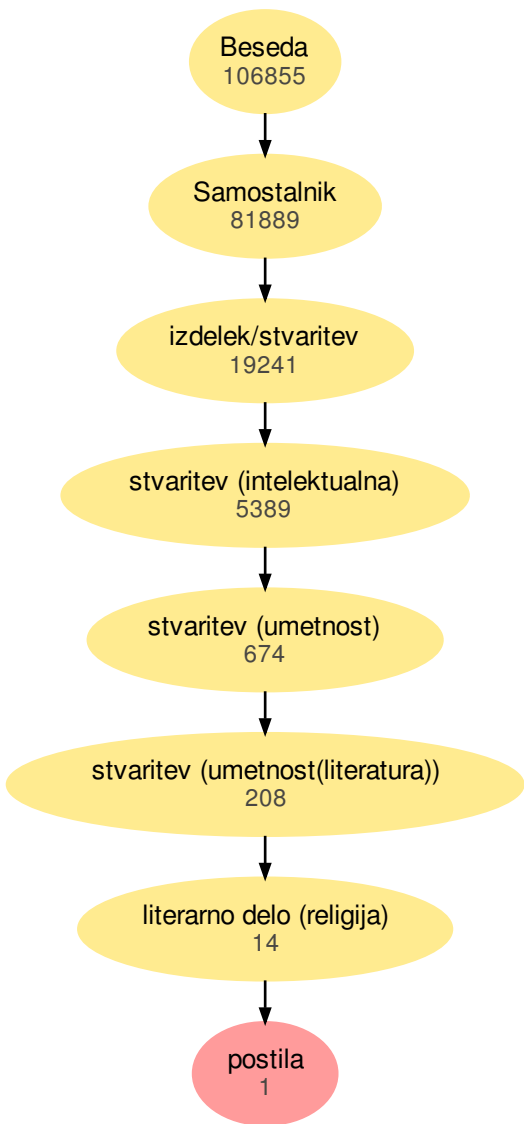 Beseda
106855
Samostalnik
81889
izdelek/stvaritev
19241
stvaritev (intelektualna)
5389
stvaritev (umetnost)
674
stvaritev (umetnost(literatura))
208
literarno delo (religija)
14
postila
1